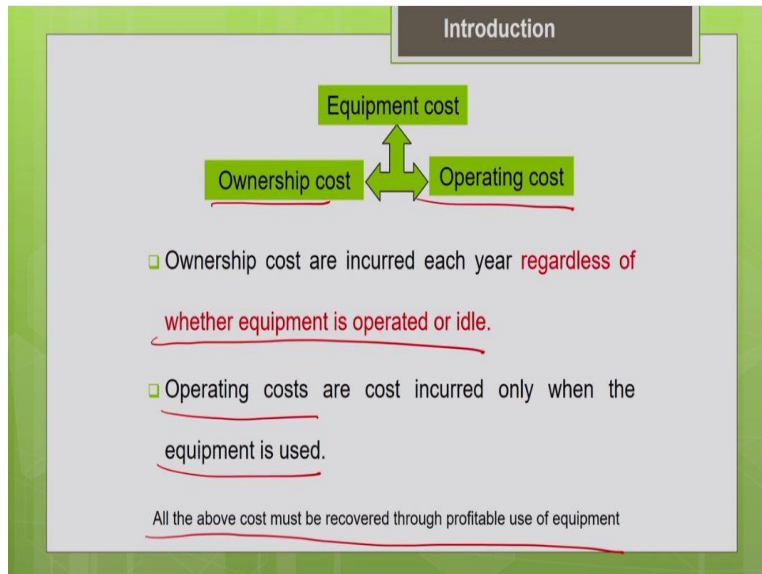 Introduction
Equipment cost
Ownership cost
Operating cost
Ownership cost are incurred each year regardless of
whether equipment is operated or idle.
Operating costs are cost incurred only when the
equipment is used.
All the above cost must be recovered through profitable use of equipment